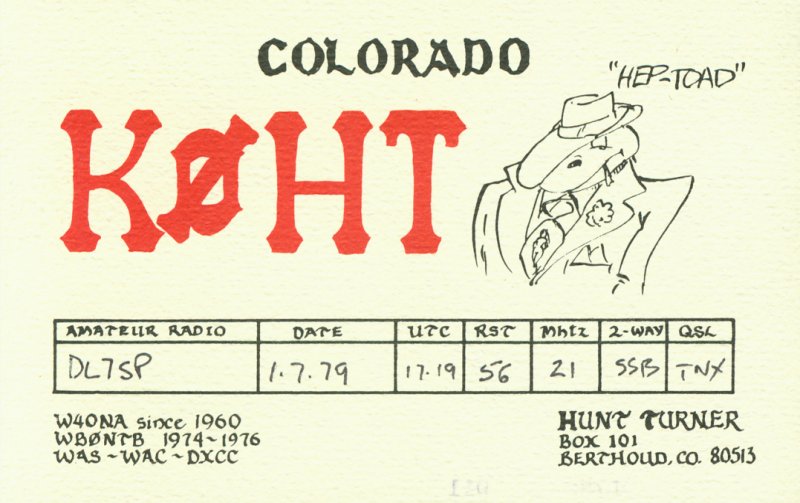 COLORADO
"HEP-TOAD"
KØHT
AMATEUR RADIO DATE UTC RST Mhtz 2-WAY QSL
DL7SP 1.7.79 17.19 56 21 SSB TNX
W4ONA since 1960
WBØNTB 1974~1976
WAS~WAC~DXCC
HUNT TURNER
BOX 101
BERTHOUD, CO. 80513